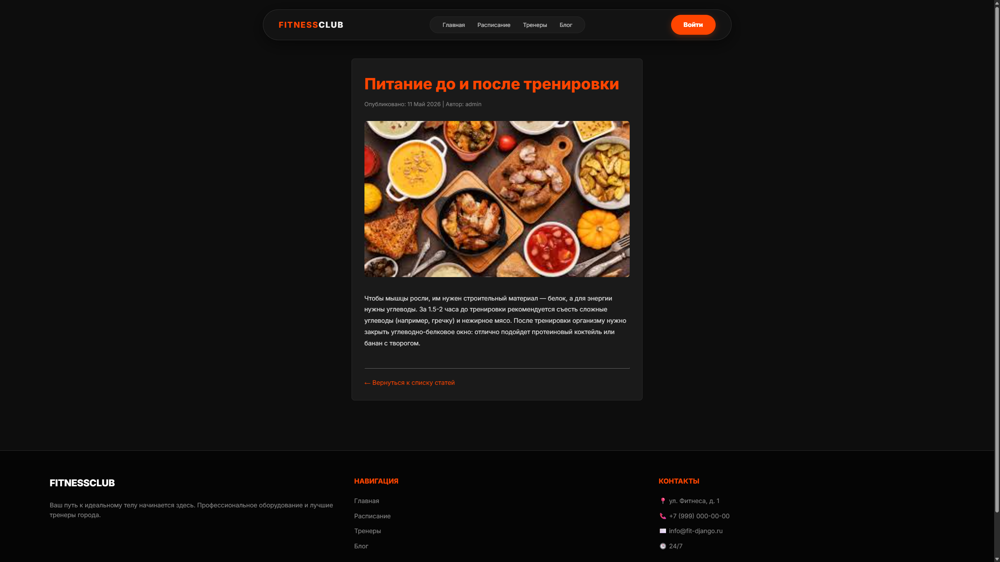 FITNESSCLUB
Главная
Расписание
Тренеры
Блог
Войти
Питание до и после тренировки
Опубликовано: 11 Май 2026 | Автор: admin
Чтобы мышцы росли, им нужен строительный материал — белок, а для энергии
нужны углеводы. За 1.5-2 часа до тренировки рекомендуется съесть сложные
углеводы (например, гречку) и нежирное мясо. После тренировки организму нужно
закрыть углеводно-белковое окно: отлично подойдет протеиновый коктейль или
банан с творогом.
← Вернуться к списку статей
FITNESSCLUB
Ваш путь к идеальному телу начинается здесь. Профессиональное оборудование и лучшие
тренеры города.
НАВИГАЦИЯ
Главная
Расписание
Тренеры
Блог
КОНТАКТЫ
📍 ул. Фитнеса, д. 1
📞 +7 (999) 000-00-00
✉️ info@fit-django.ru
🕒 24/7